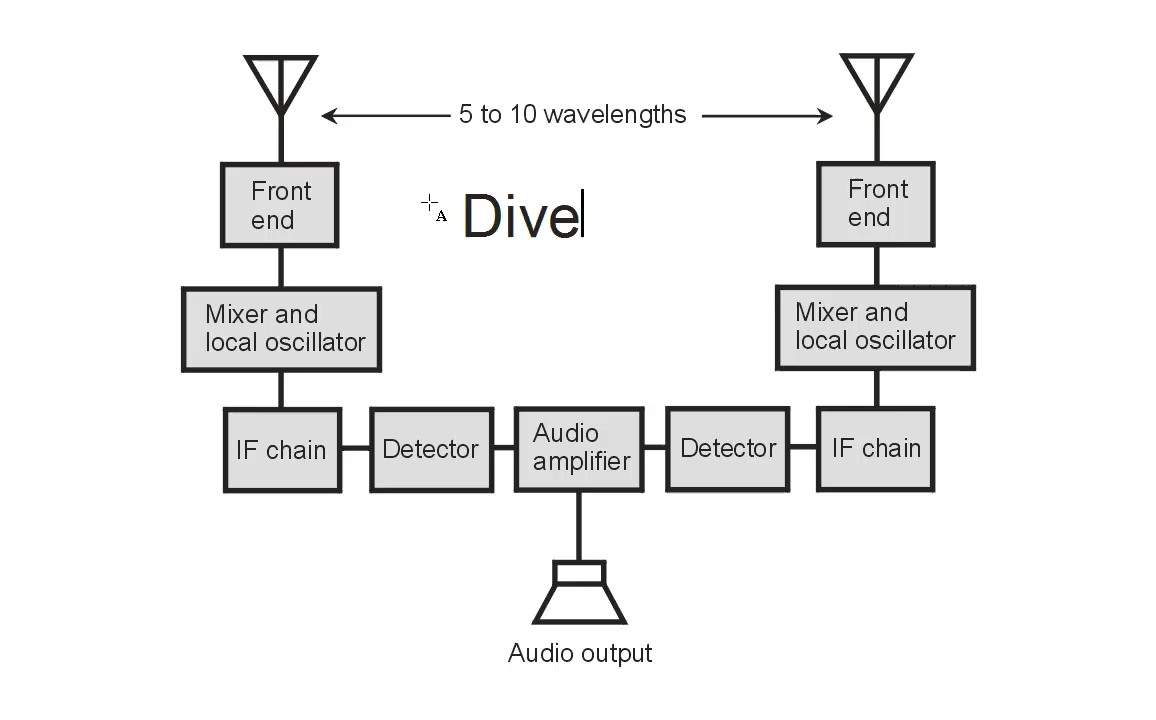 5 to 10 wavelengths
Front
end
Front
end
A Dive
Mixer and
local oscillator
Mixer and
local oscillator
IF chain
Detector
Audio
amplifier
Detector
IF chain
Audio output